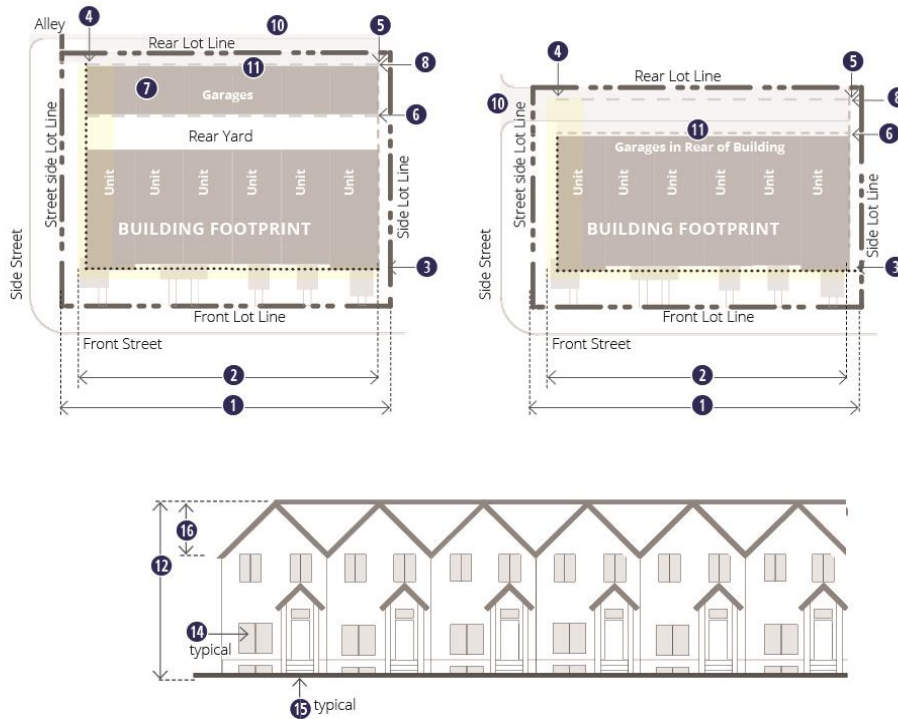 Alley
4
10
5
Rear Lot Line
8
11
7
Garages
6
Rear Yard
Street side Lot Line
Side Lot Line
Side Street
Unit
Unit
Unit
Unit
Unit
Unit
BUILDING FOOTPRINT
3
Front Lot Line
Front Street
2
1
Rear Lot Line
4
5
8
10
11
6
Garages in Rear of Building
Street side Lot Line
Side Lot Line
Side Street
Unit
Unit
Unit
Unit
Unit
Unit
BUILDING FOOTPRINT
3
Front Lot Line
Front Street
2
1
16
12
14
typical
15 typical